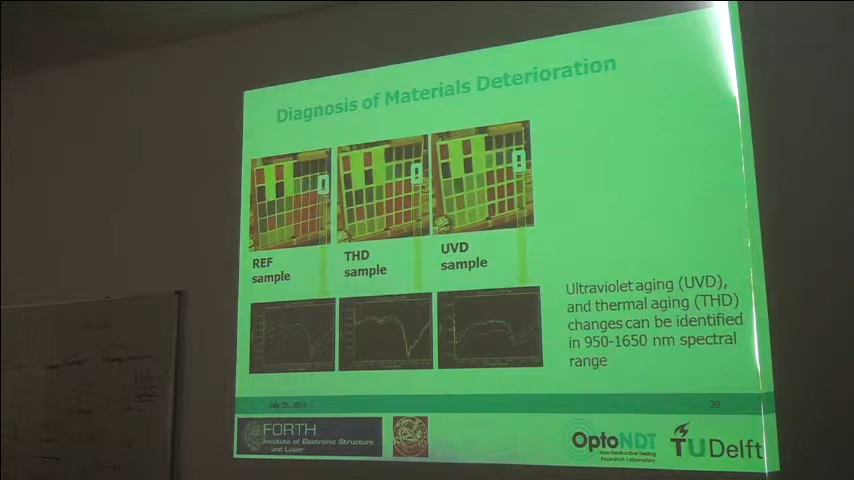 Diagnosis of Materials Deterioration
REF
sample
THD
sample
UVD
sample
Ultraviolet aging (UVD),
and thermal aging (THD)
changes can be identified
in 950-1650 nm spectral
range
July 25, 2014
39
FORTH
Institute of Electronic Structure
and Laser
OptoNDT
Non-Destructive Testing
Research Laboratory
TUDelft